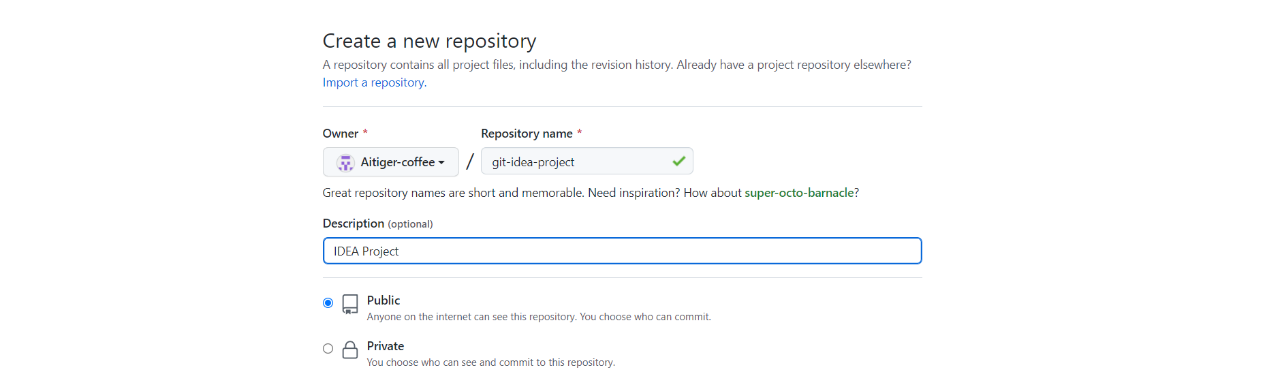 Create a new repository
A repository contains all project files, including the revision history. Already have a project repository elsewhere?
Import a repository.
Owner * Repository name *
Aitiger-coffee / git-idea-project
Great repository names are short and memorable. Need inspiration? How about super-octo-barnacle?
Description (optional)
IDEA Project
Public
Anyone on the internet can see this repository. You choose who can commit.
Private
You choose who can see and commit to this repository.